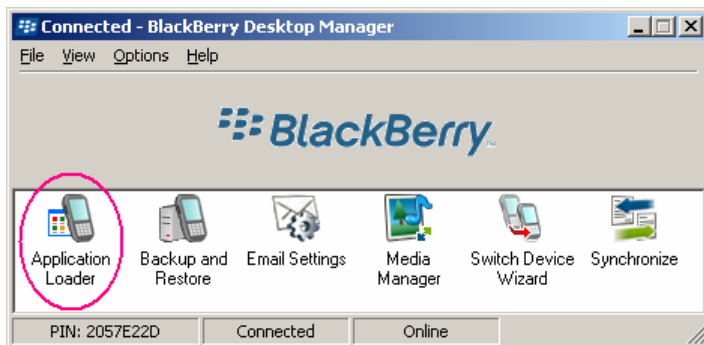 Connected - BlackBerry Desktop Manager
File View Options Help
BlackBerry
Application Loader
Backup and Restore
Email Settings
Media Manager
Switch Device Wizard
Synchronize
PIN: 2057E22D Connected Online